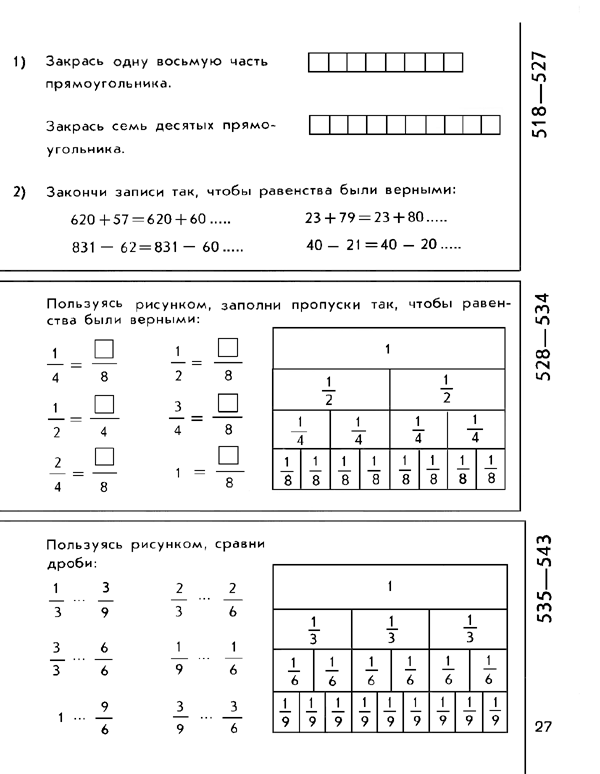 1) Закрась одну восьмую часть
прямоугольника.
Закрась семь десятых прямо-
угольника.
518—527
2) Закончи записи так, чтобы равенства были верными:
620 + 57 = 620 + 60 ..... 23 + 79 = 23 + 80 .....
831 — 62 = 831 — 60 ..... 40 — 21 = 40 — 20 .....
Пользуясь рисунком, заполни пропуски так, чтобы равен-
ства были верными:
528—534
1/4 = □/8 1/2 = □/8
1/2 = □/4 3/4 = □/8
2/4 = □/8 1 = □/8
1
1/2 1/2
1/4 1/4 1/4 1/4
1/8 1/8 1/8 1/8 1/8 1/8 1/8 1/8
Пользуясь рисунком, сравни
дроби:
535—543
1/3 ... 3/9 2/3 ... 2/6
3/3 ... 6/6 1/9 ... 1/6
1 ... 9/6 3/9 ... 3/6
1
1/3 1/3 1/3
1/6 1/6 1/6 1/6 1/6 1/6
1/9 1/9 1/9 1/9 1/9 1/9 1/9 1/9 1/9
27